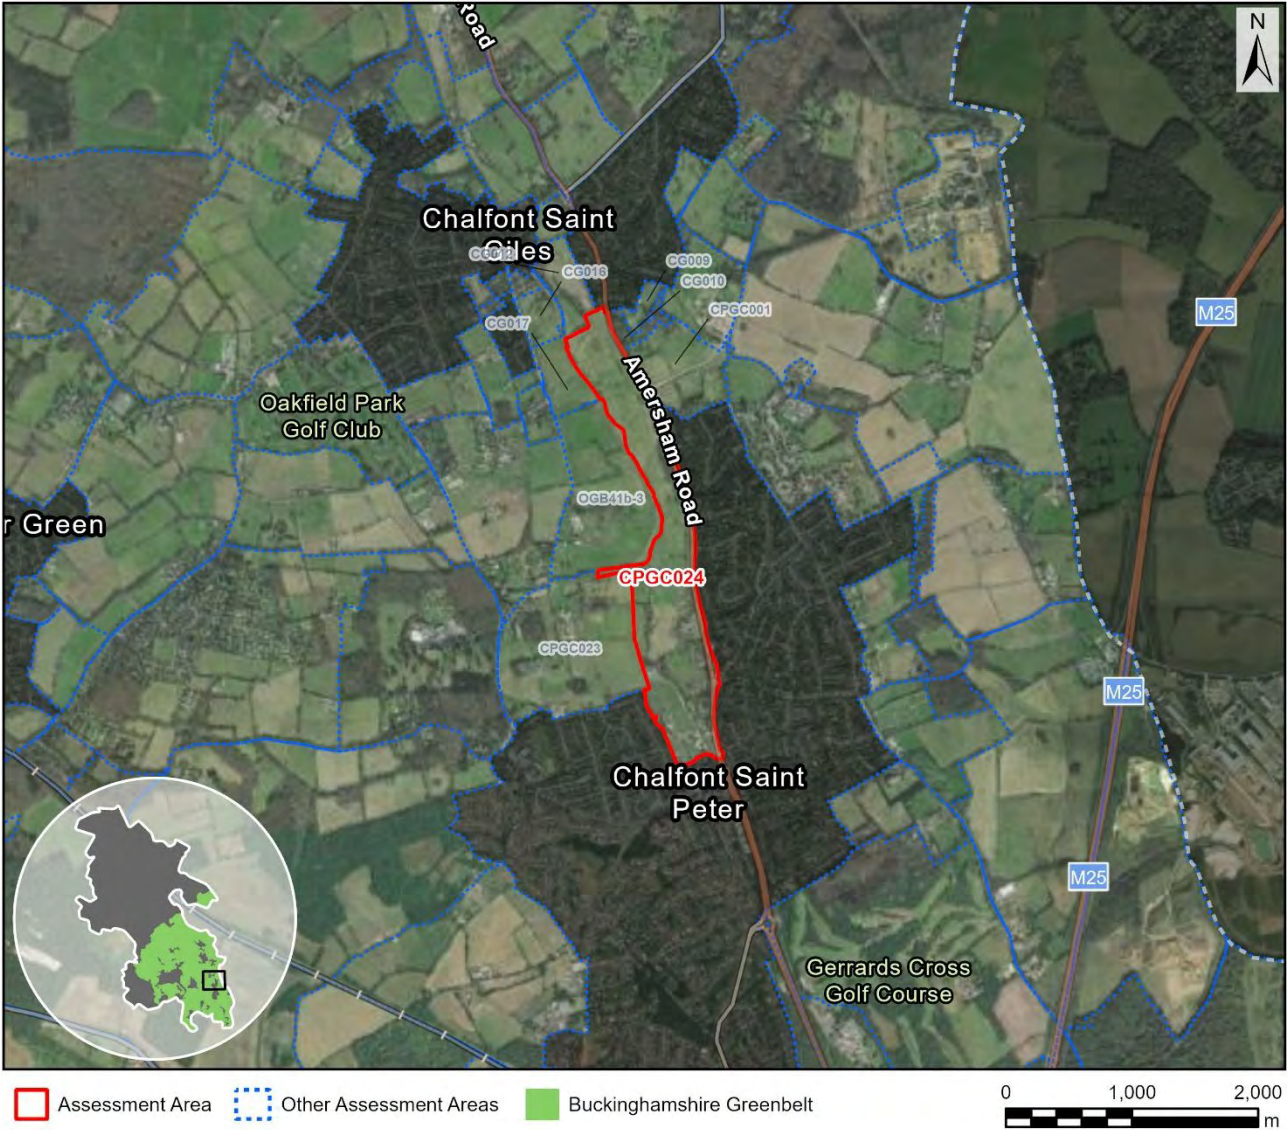 Road
N
Chalfont Saint
Giles
CG016
CG009
CG010
CG017
CPGC001
M25
Amersham Road
Oakfield Park
Golf Club
OGB41b-3
r Green
CPGC024
CPGC023
M25
Chalfont Saint
Peter
M25
Gerrards Cross
Golf Course
Assessment Area
Other Assessment Areas
Buckinghamshire Greenbelt
0 1,000 2,000
m